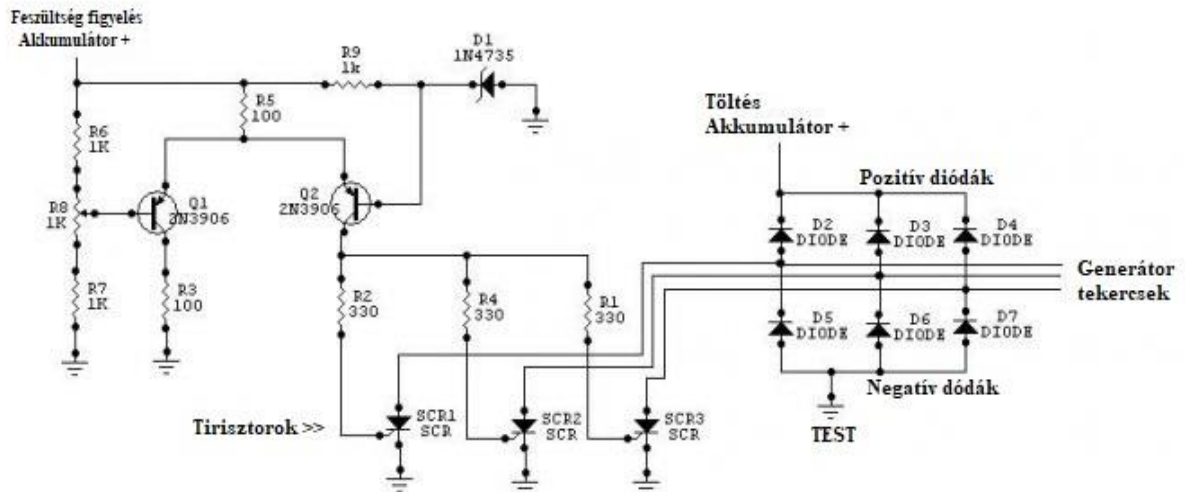 Feszültség figyelés
Akkumulátor +
R9
1k
D1
1N4735
R5
100
R6
1K
Q1
2N3906
Q2
2N3906
R8
1K
R7
1K
R3
100
R2
330
R4
330
R1
330
Tirisztorok >>
SCR1
SCR
SCR2
SCR
SCR3
SCR
Töltés
Akkumulátor +
Pozitív diódák
D2
DIODE
D3
DIODE
D4
DIODE
Generátor
tekercsek
D5
DIODE
D6
DIODE
D7
DIODE
Negatív dódák
TEST